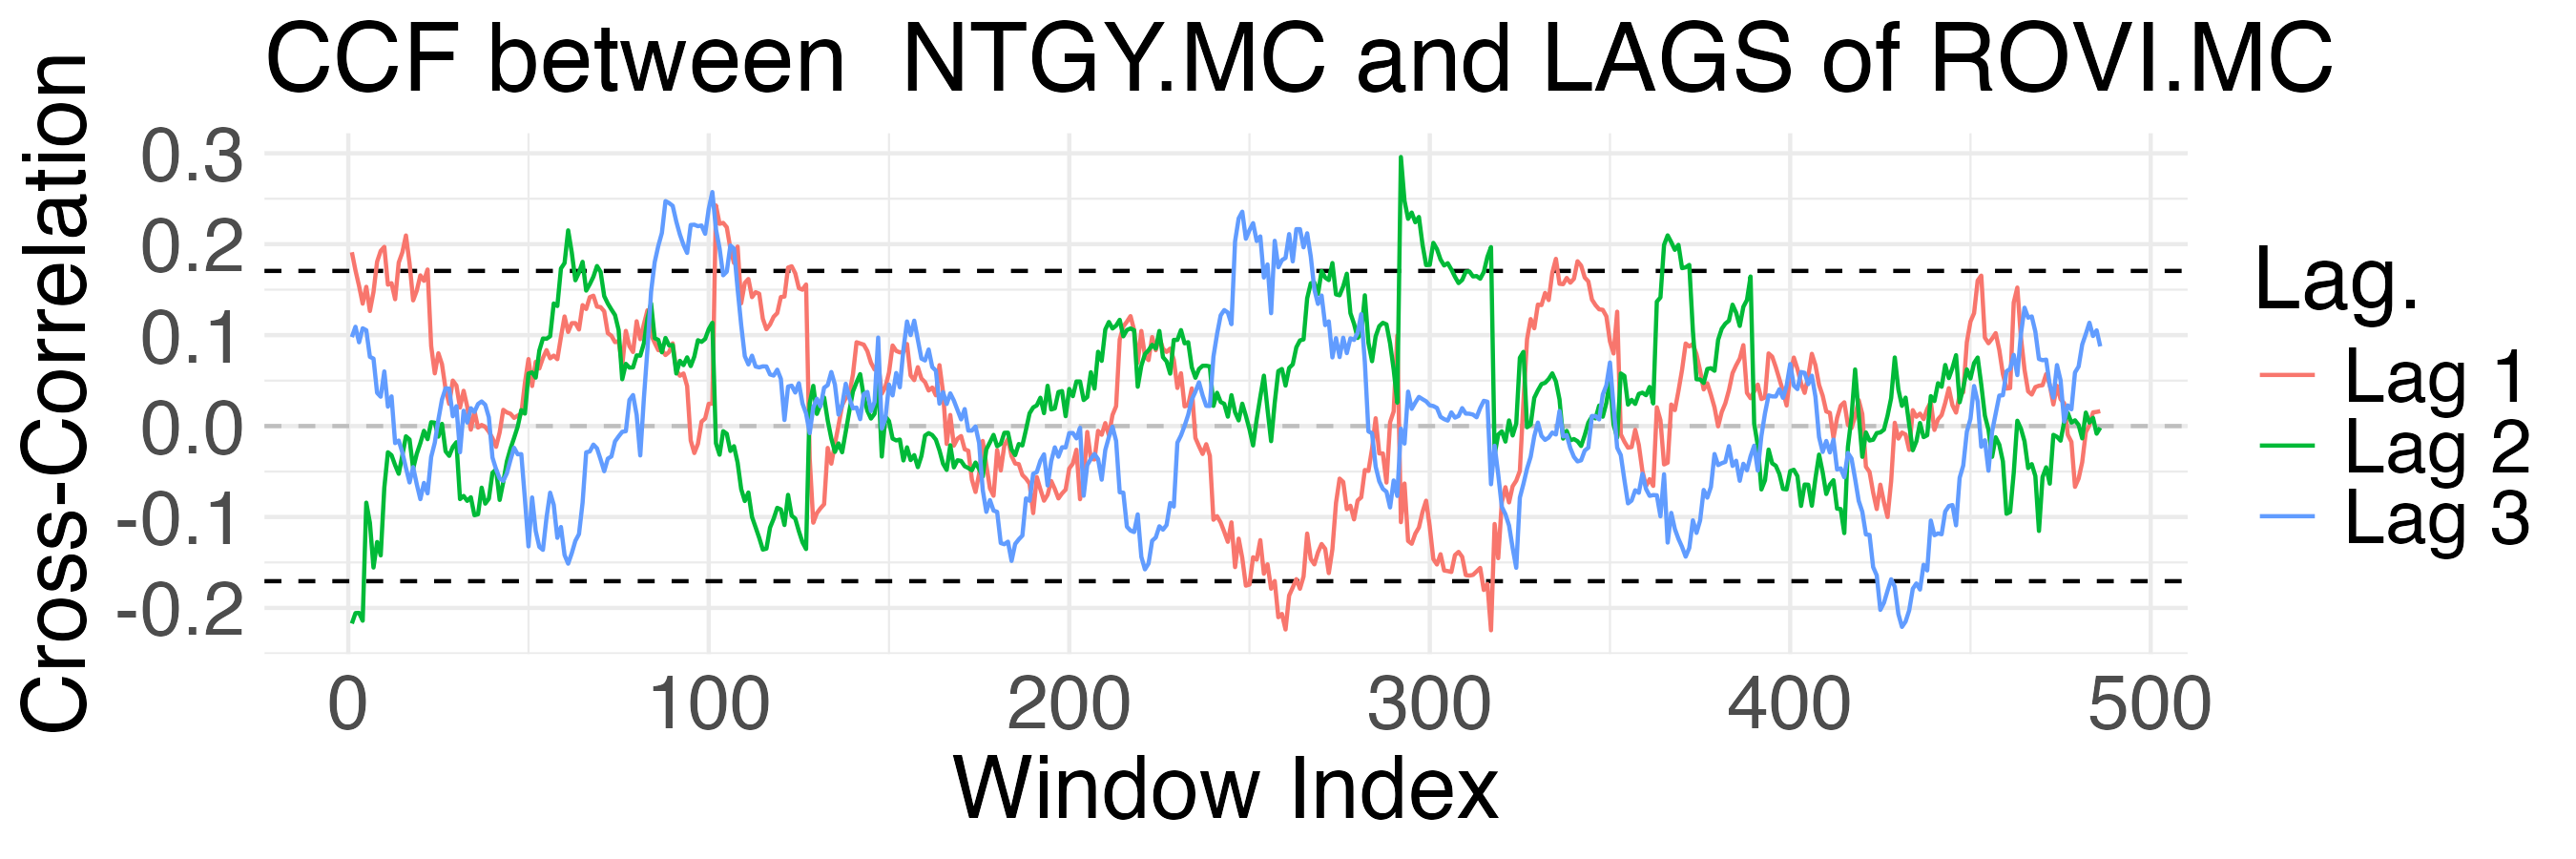 CCF between  NTGY.MC and LAGS of ROVI.MC
Cross-Correlation
0.3
0.2
0.1
0.0
-0.1
-0.2
0 100 200 300 400 500
Window Index
Lag.
Lag 1
Lag 2
Lag 3